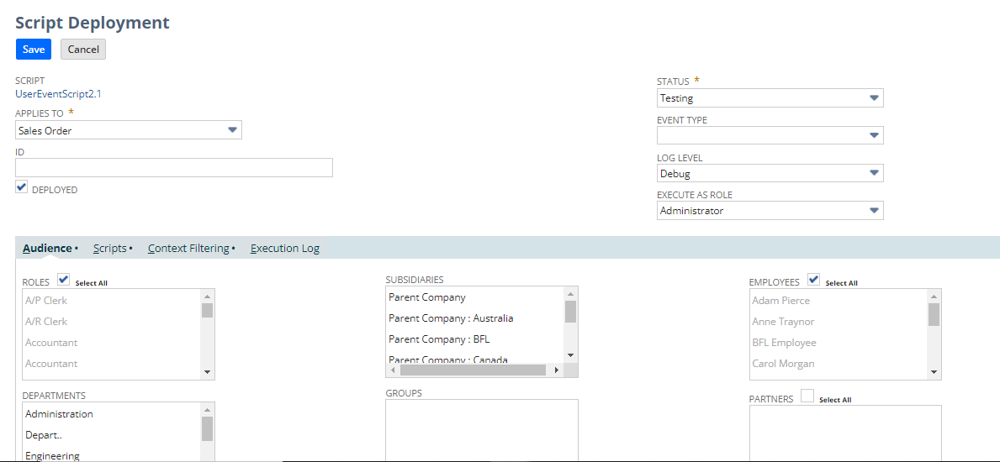 Script Deployment
Save Cancel
SCRIPT
UserEventScript2.1
APPLIES TO *
Sales Order
ID
DEPLOYED
STATUS *
Testing
EVENT TYPE
LOG LEVEL
Debug
EXECUTE AS ROLE
Administrator
Audience • Scripts • Context Filtering • Execution Log
ROLES Select All
A/P Clerk
A/R Clerk
Accountant
Accountant
DEPARTMENTS
Administration
Depart..
Engineering
SUBSIDIARIES
Parent Company
Parent Company : Australia
Parent Company : BFL
Parent Company : Canada
GROUPS
EMPLOYEES Select All
Adam Pierce
Anne Traynor
BFL Employee
Carol Morgan
PARTNERS Select All